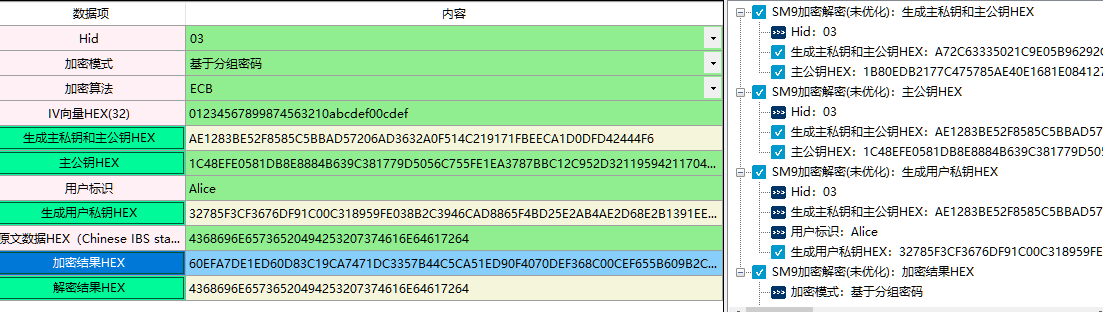 数据项 内容
Hid 03
加密模式 基于分组密码
加密算法 ECB
IV向量HEX(32) 01234567899874563210abcdef00cdef
生成主私钥和主公钥HEX AE1283BE52F8585C5BBAD57206AD3632A0F514C219171FBEECA1D0DFD42444F6
主公钥HEX 1C48EFE0581DB8E8884B639C381779D5056C755FE1EA3787BBC12C952D32119594211704...
用户标识 Alice
生成用户私钥HEX 32785F3CF3676DF91C00C318959FE038B2C3946CAD8865F4BD25E2AB4AE2D68E2B1391EE...
原文数据HEX（Chinese IBS sta... 4368696E65736520494253207374616E64617264
加密结果HEX 60EFA7DE1ED60D83C19CA7471DC3357B44C5CA51ED90F4070DEF368C00CEF655B609B2C...
解密结果HEX 4368696E65736520494253207374616E64617264
SM9加密解密(未优化)：生成主私钥和主公钥HEX
Hid：03
生成主私钥和主公钥HEX：A72C63335021C9E05B96292C
主公钥HEX：1B80EDB2177C475785AE40E1681E084127
SM9加密解密(未优化)：主公钥HEX
Hid：03
生成主私钥和主公钥HEX：AE1283BE52F8585C5BBAD57
主公钥HEX：1C48EFE0581DB8E8884B639C381779D505
SM9加密解密(未优化)：生成用户私钥HEX
Hid：03
生成主私钥和主公钥HEX：AE1283BE52F8585C5BBAD57
用户标识：Alice
生成用户私钥HEX：32785F3CF3676DF91C00C318959FE
SM9加密解密(未优化)：加密结果HEX
加密模式：基于分组密码